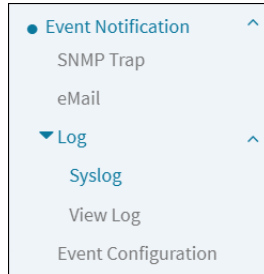 Event Notification
SNMP Trap
eMail
Log
Syslog
View Log
Event Configuration